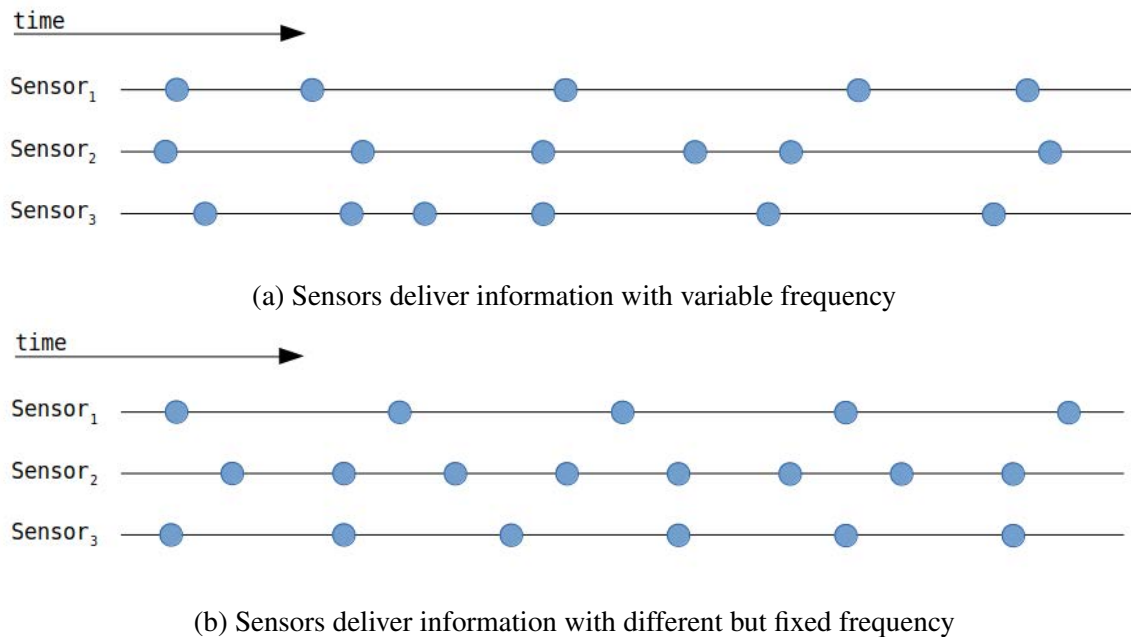 time
Sensor₁
Sensor₂
Sensor₃
(a) Sensors deliver information with variable frequency
time
Sensor₁
Sensor₂
Sensor₃
(b) Sensors deliver information with different but fixed frequency